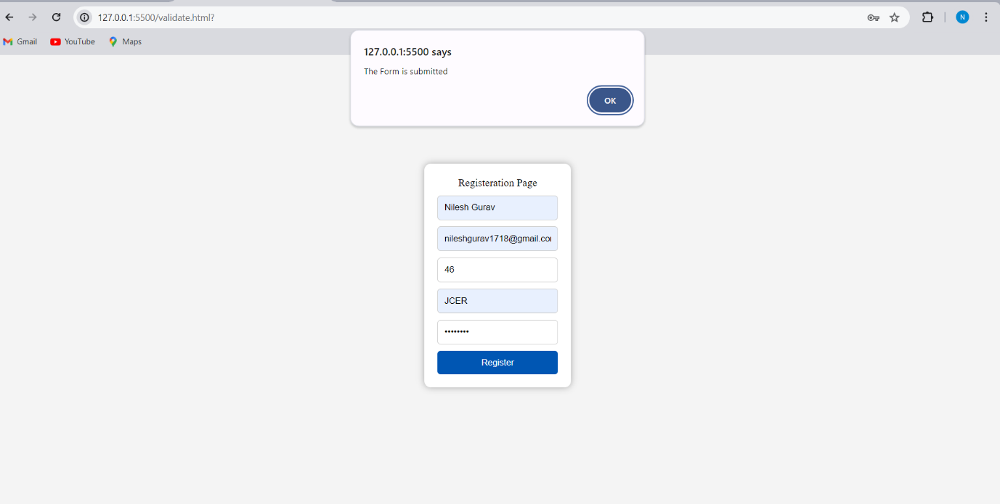 127.0.0.1:5500/validate.html?
N
Gmail YouTube Maps
127.0.0.1:5500 says
The Form is submitted
OK
Registeration Page
Nilesh Gurav
nileshgurav1718@gmail.co
46
JCER
••••••••
Register